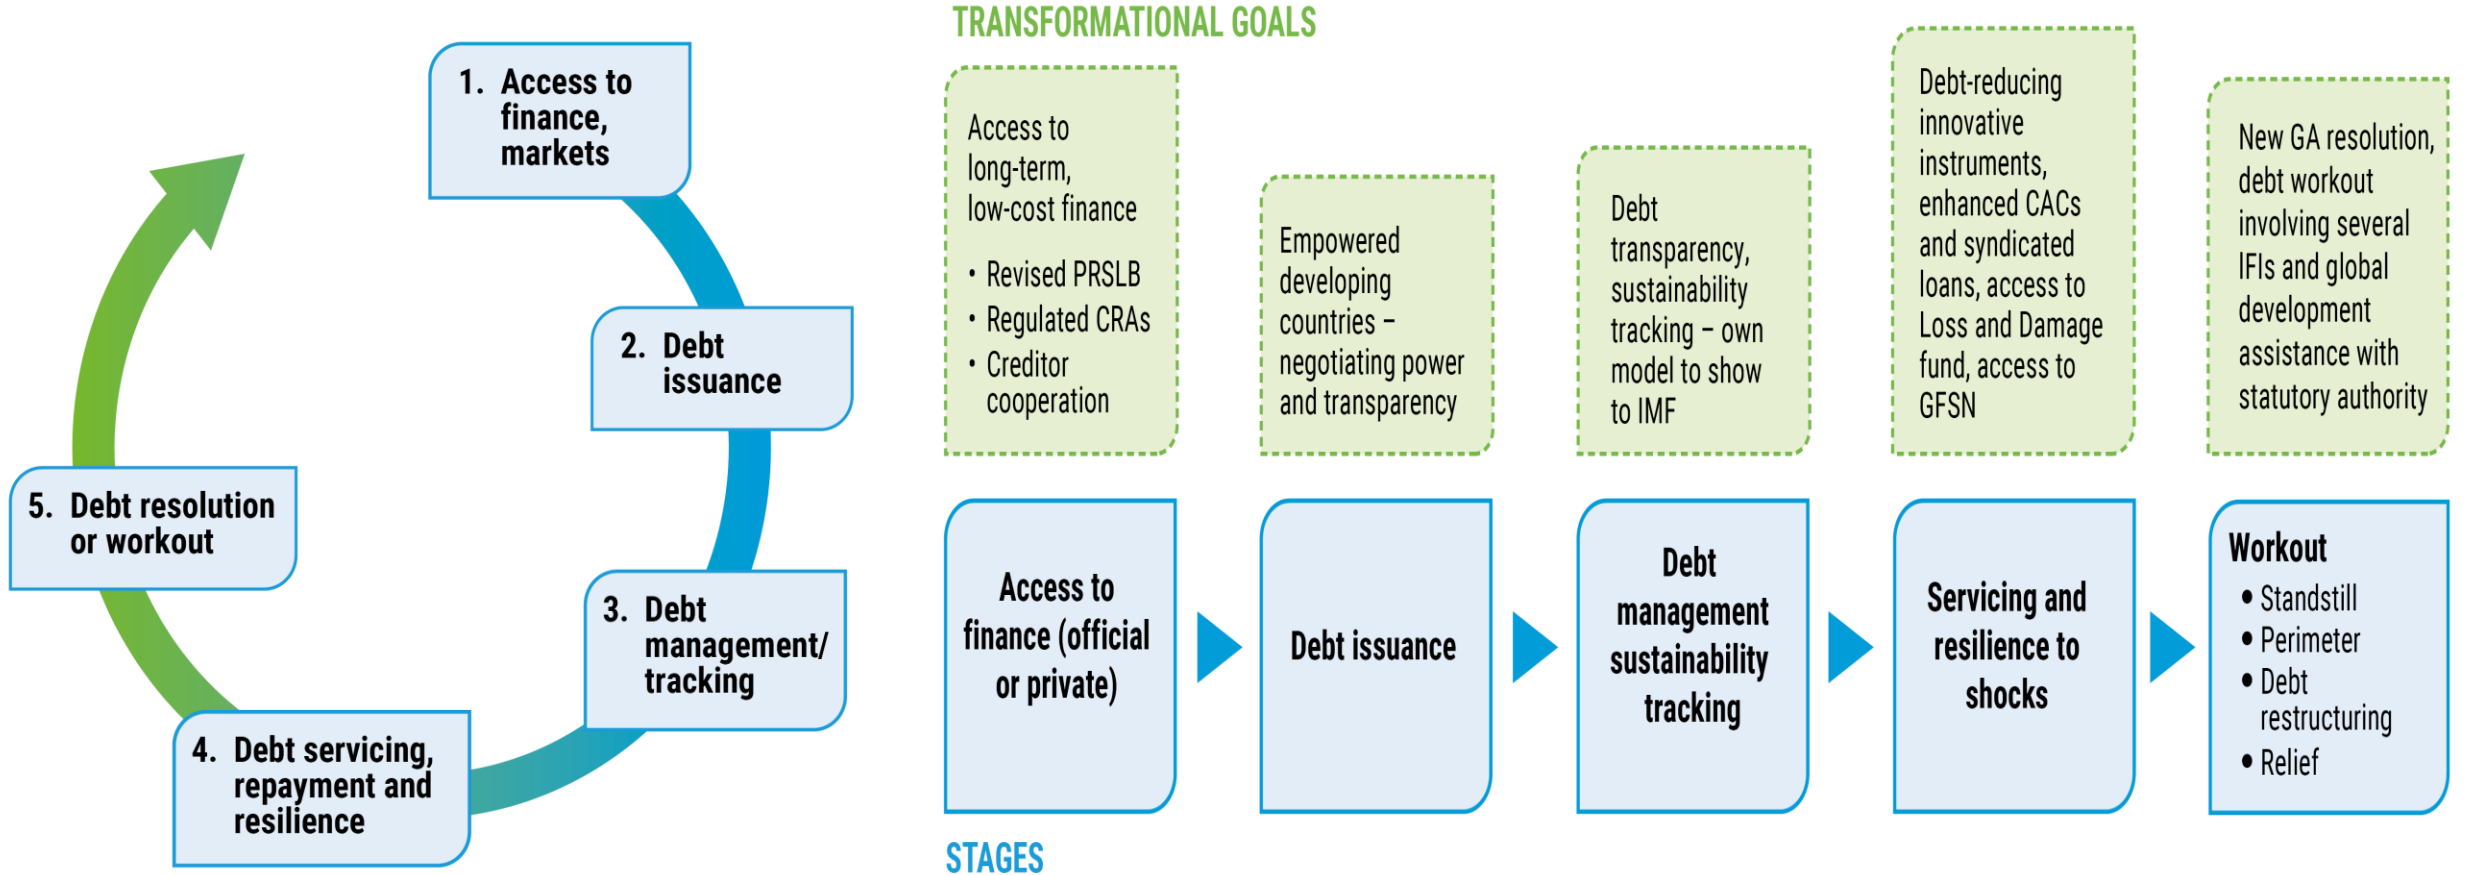 1. Access to
finance,
markets
2. Debt
issuance
3. Debt
management/
tracking
4. Debt servicing,
repayment and
resilience
5. Debt resolution
or workout
TRANSFORMATIONAL GOALS
Access to
long-term,
low-cost finance
• Revised PRSLB
• Regulated CRAs
• Creditor
cooperation
Empowered
developing
countries –
negotiating power
and transparency
Debt
transparency,
sustainability
tracking – own
model to show
to IMF
Debt-reducing
innovative
instruments,
enhanced CACs
and syndicated
loans, access to
Loss and Damage
fund, access to
GFSN
New GA resolution,
debt workout
involving several
IFIs and global
development
assistance with
statutory authority
Access to
finance (official
or private)
Debt issuance
Debt
management
sustainability
tracking
Servicing and
resilience to
shocks
Workout
• Standstill
• Perimeter
• Debt
restructuring
• Relief
STAGES